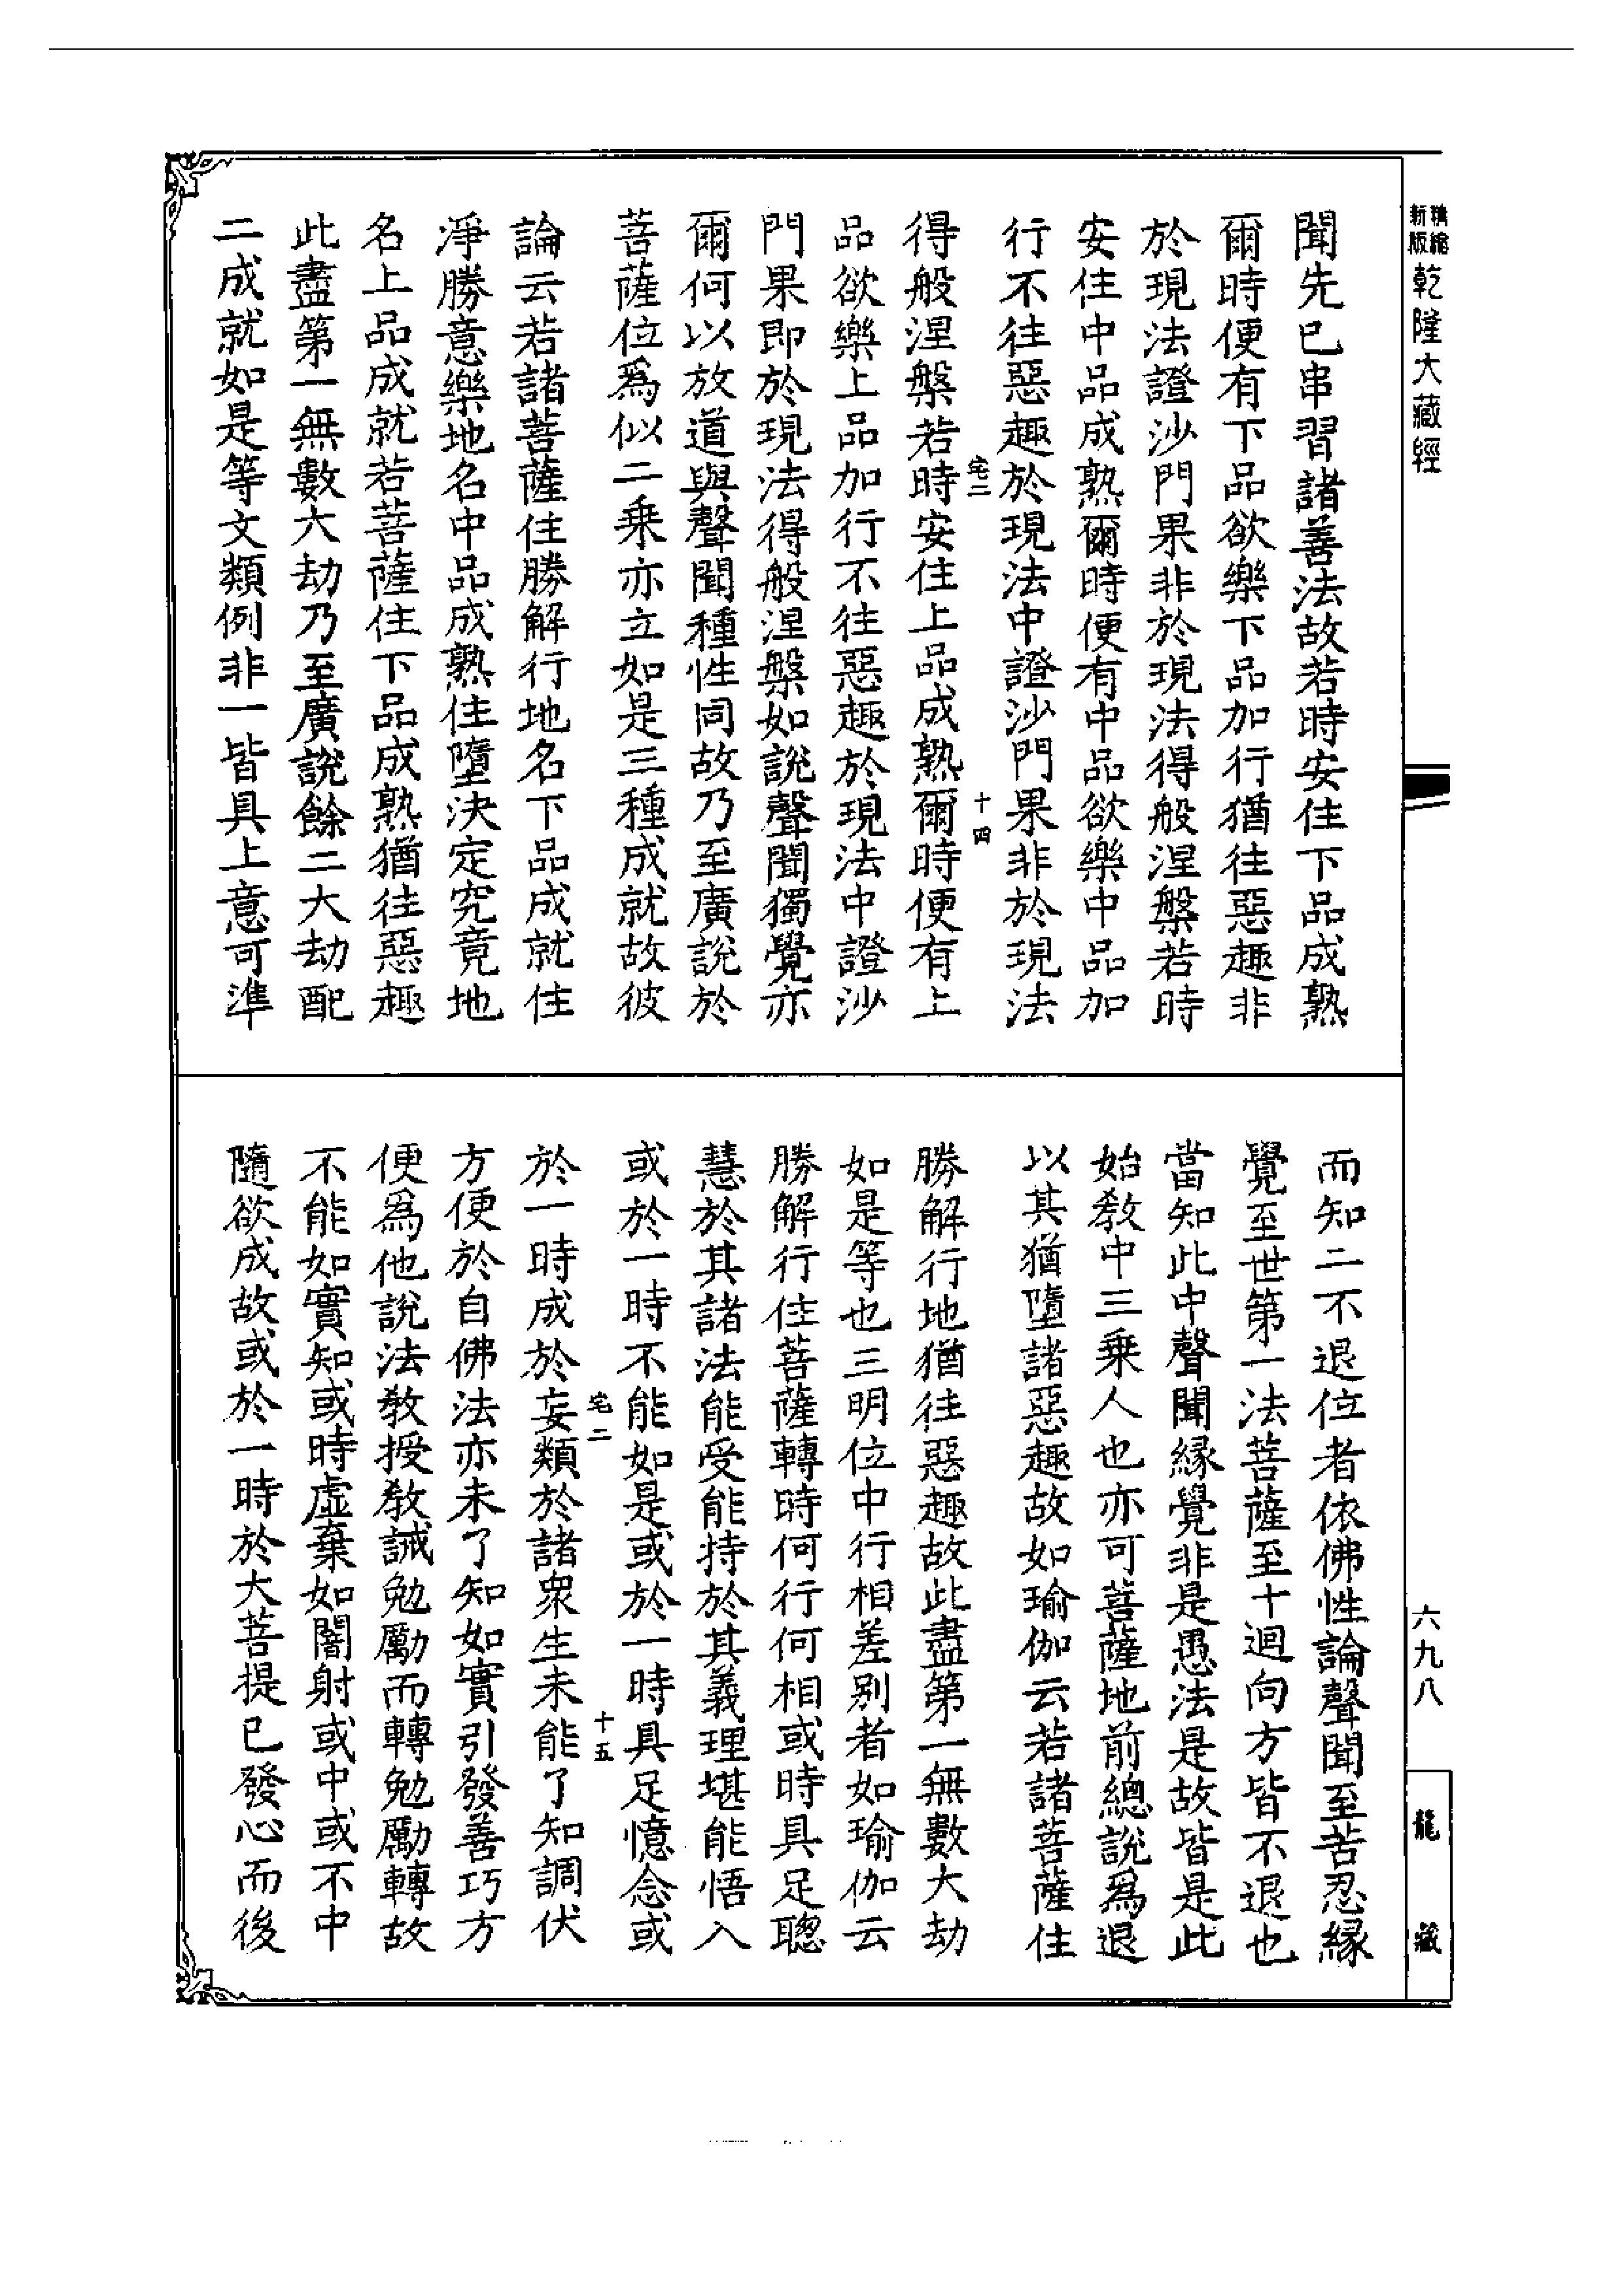 精縮新版乾隆大藏經
聞先已串習諸善法故若時安住下品成熟
爾時便有下品欲樂下品加行猶往惡趣非
於現法證沙門果非於現法得般涅槃若時
安住中品成熟爾時便有中品欲樂中品加
行不往惡趣於現法中證沙門果非於現法
宅二 十四
得般涅槃若時安住上品成熟爾時便有上
品欲樂上品加行不往惡趣於現法中證沙
門果即於現法得般涅槃如說聲聞獨覺亦
爾何以放道與聲聞種性同故乃至廣說於
菩薩位爲似二乗亦立如是三種成就故彼
論云若諸菩薩住勝解行地名下品成就住
淨勝意樂地名中品成熟住墮決定究竟地
名上品成就若菩薩住下品成熟猶往惡趣
此盡第一無數大劫乃至廣說餘二大劫配
二成就如是等文類例非一皆具上意可準
而知二不退位者依佛性論聲聞至苦忍緣
覺至世第一法菩薩至十迴向方皆不退也
當知此中聲聞緣覺非是愚法是故皆是此
始教中三乗人也亦可菩薩地前總說爲退
以其猶墮諸惡趣故如瑜伽云若諸菩薩住
勝解行地猶往惡趣故此盡第一無數大劫
如是等也三明位中行相差別者如瑜伽云
勝解行住菩薩轉時何行何相或時具足聰
慧於其諸法能受能持於其義理堪能悟入
或於一時不能如是或於一時具足憶念或
宅二 十五
於一時成於妄類於諸衆生未能了知調伏
方便於自佛法亦未了知如實引發善巧方
便爲他說法教授教誡勉勵而轉勉勵轉故
不能如實知或時虛棄如闇射或中或不中
隨欲成故或於一時於大菩提已發心而後
六九八
龍藏